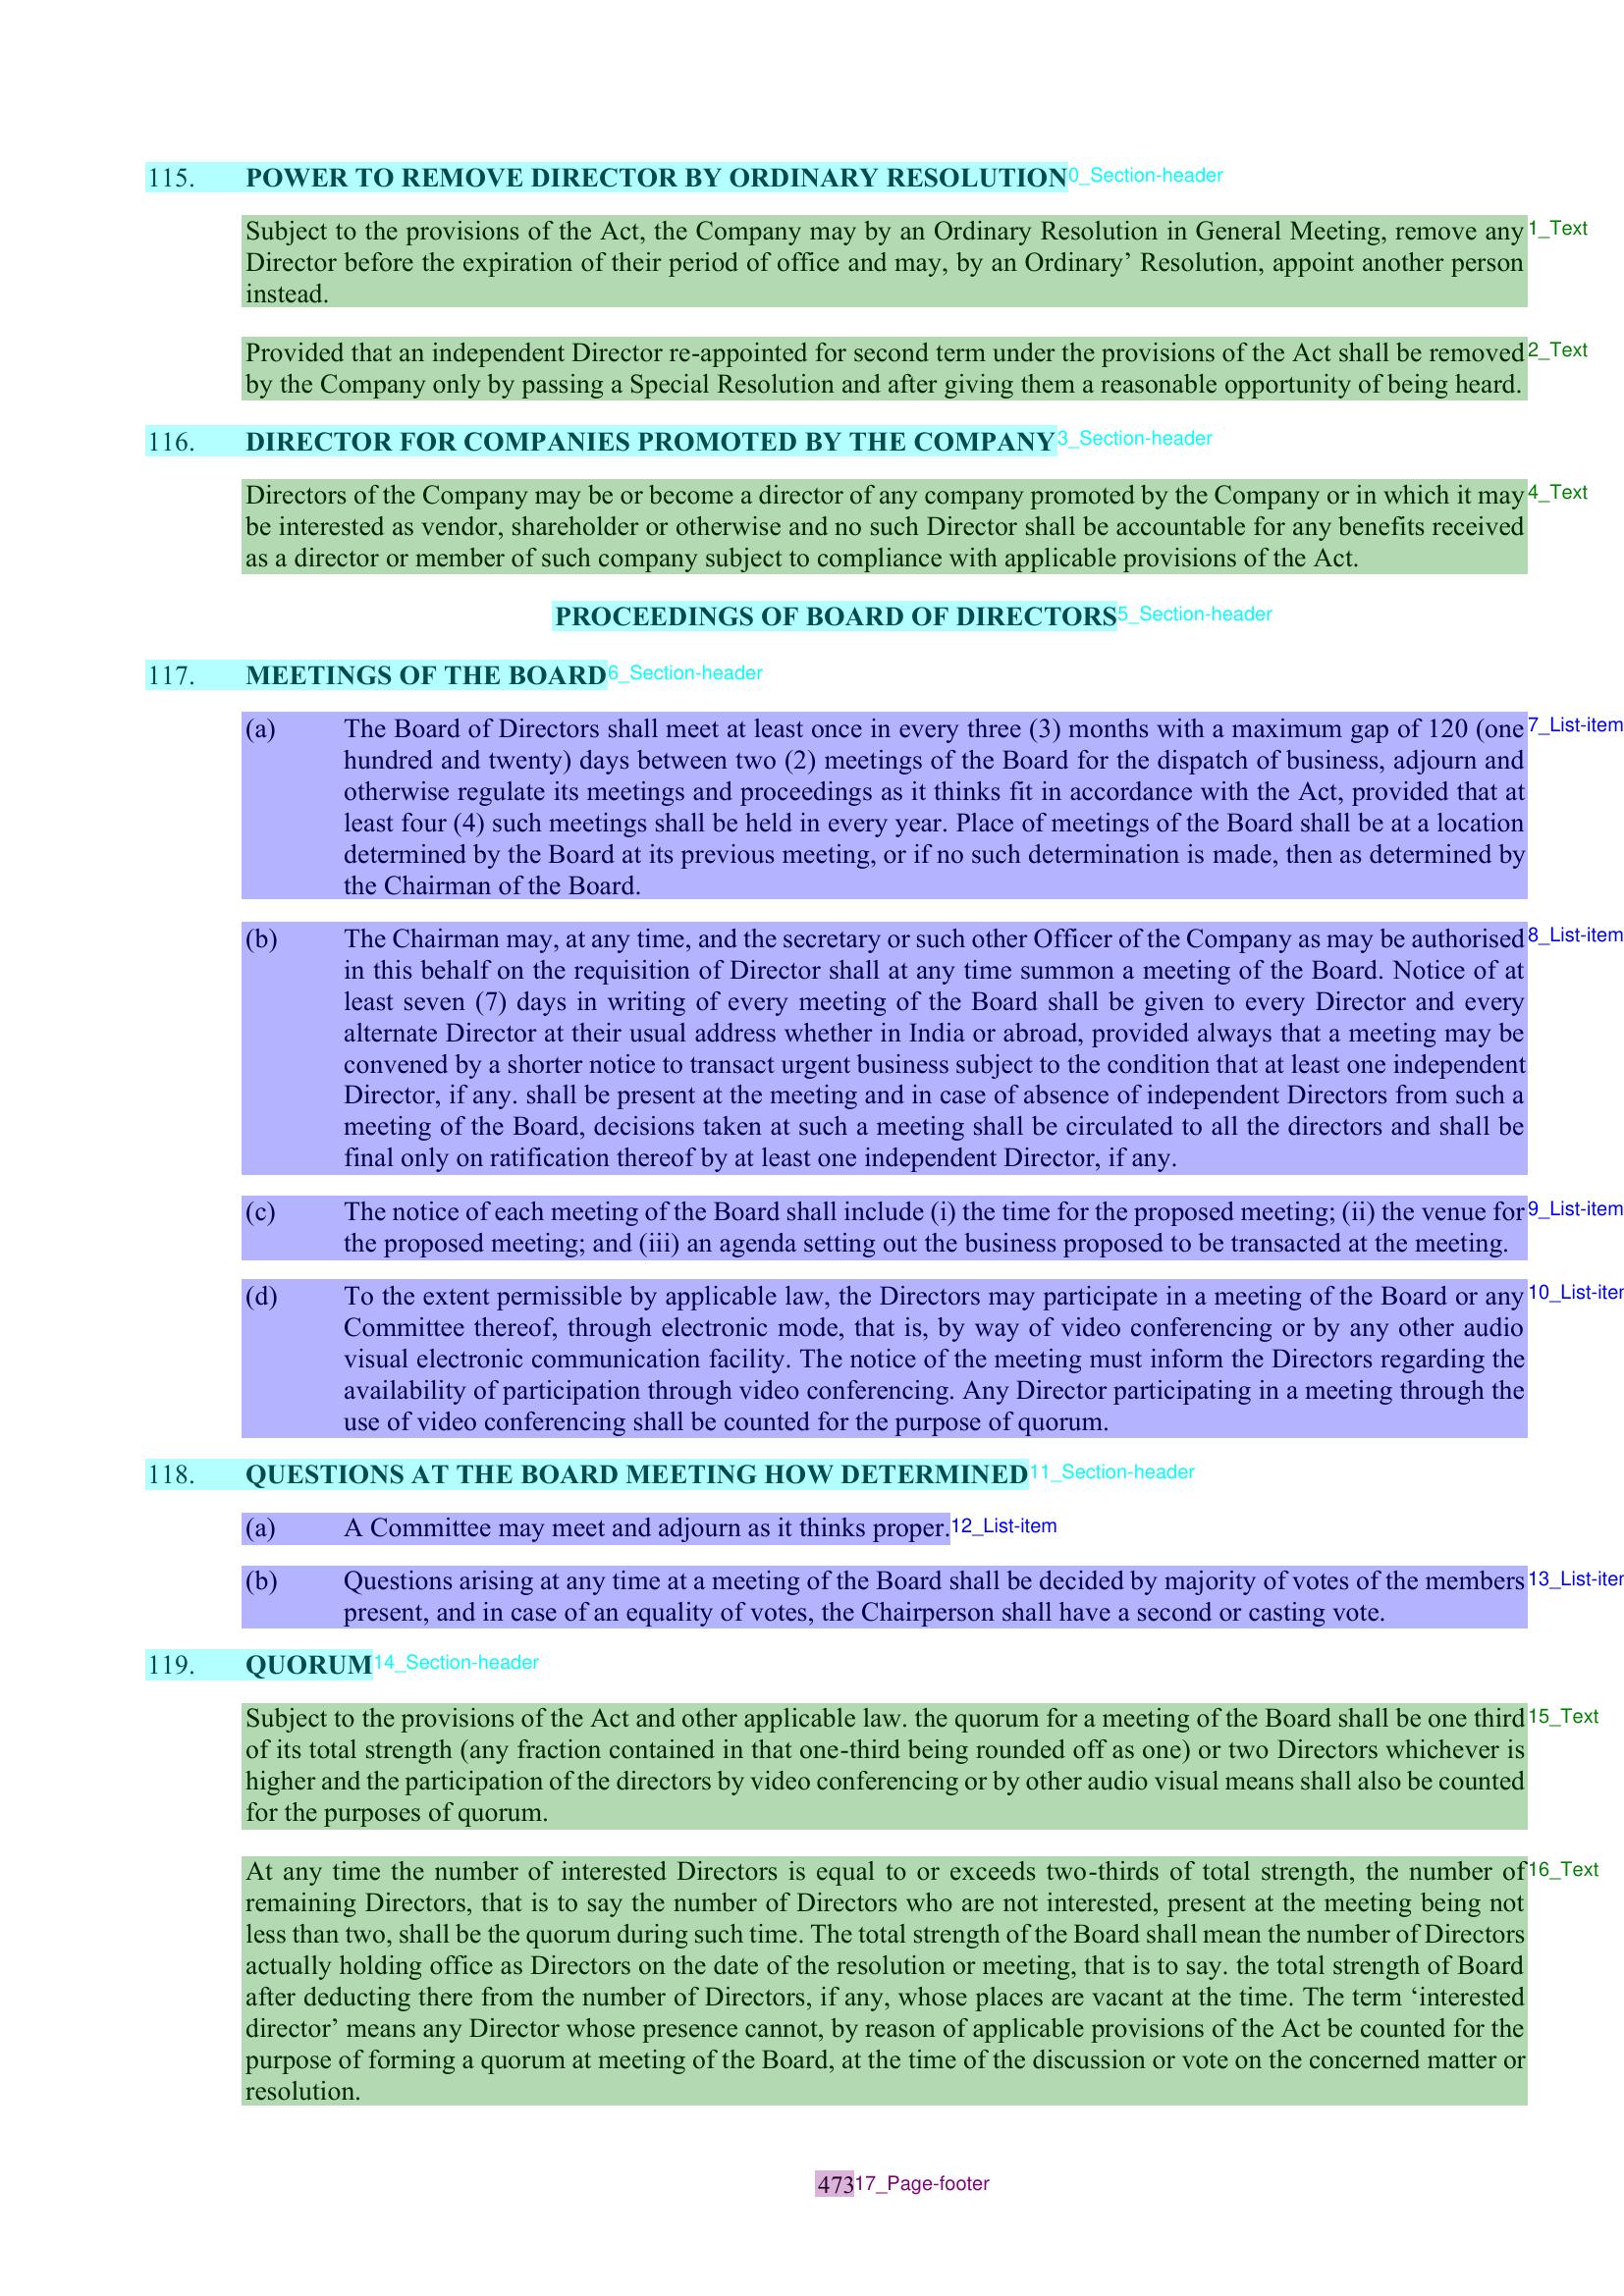 115. POWER TO REMOVE DIRECTOR BY ORDINARY RESOLUTION 0_Section-header
Subject to the provisions of the Act, the Company may by an Ordinary Resolution in General Meeting, remove any 1_Text
Director before the expiration of their period of office and may, by an Ordinary’ Resolution, appoint another person
instead.
Provided that an independent Director re-appointed for second term under the provisions of the Act shall be removed 2_Text
by the Company only by passing a Special Resolution and after giving them a reasonable opportunity of being heard.
116. DIRECTOR FOR COMPANIES PROMOTED BY THE COMPANY 3_Section-header
Directors of the Company may be or become a director of any company promoted by the Company or in which it may 4_Text
be interested as vendor, shareholder or otherwise and no such Director shall be accountable for any benefits received
as a director or member of such company subject to compliance with applicable provisions of the Act.
PROCEEDINGS OF BOARD OF DIRECTORS 5_Section-header
117. MEETINGS OF THE BOARD 6_Section-header
(a) The Board of Directors shall meet at least once in every three (3) months with a maximum gap of 120 (one 7_List-item
hundred and twenty) days between two (2) meetings of the Board for the dispatch of business, adjourn and
otherwise regulate its meetings and proceedings as it thinks fit in accordance with the Act, provided that at
least four (4) such meetings shall be held in every year. Place of meetings of the Board shall be at a location
determined by the Board at its previous meeting, or if no such determination is made, then as determined by
the Chairman of the Board.
(b) The Chairman may, at any time, and the secretary or such other Officer of the Company as may be authorised 8_List-item
in this behalf on the requisition of Director shall at any time summon a meeting of the Board. Notice of at
least seven (7) days in writing of every meeting of the Board shall be given to every Director and every
alternate Director at their usual address whether in India or abroad, provided always that a meeting may be
convened by a shorter notice to transact urgent business subject to the condition that at least one independent
Director, if any. shall be present at the meeting and in case of absence of independent Directors from such a
meeting of the Board, decisions taken at such a meeting shall be circulated to all the directors and shall be
final only on ratification thereof by at least one independent Director, if any.
(c) The notice of each meeting of the Board shall include (i) the time for the proposed meeting; (ii) the venue for 9_List-item
the proposed meeting; and (iii) an agenda setting out the business proposed to be transacted at the meeting.
(d) To the extent permissible by applicable law, the Directors may participate in a meeting of the Board or any 10_List-iter
Committee thereof, through electronic mode, that is, by way of video conferencing or by any other audio
visual electronic communication facility. The notice of the meeting must inform the Directors regarding the
availability of participation through video conferencing. Any Director participating in a meeting through the
use of video conferencing shall be counted for the purpose of quorum.
118. QUESTIONS AT THE BOARD MEETING HOW DETERMINED 11_Section-header
(a) A Committee may meet and adjourn as it thinks proper. 12_List-item
(b) Questions arising at any time at a meeting of the Board shall be decided by majority of votes of the members 13_List-iter
present, and in case of an equality of votes, the Chairperson shall have a second or casting vote.
119. QUORUM 14_Section-header
Subject to the provisions of the Act and other applicable law. the quorum for a meeting of the Board shall be one third 15_Text
of its total strength (any fraction contained in that one-third being rounded off as one) or two Directors whichever is
higher and the participation of the directors by video conferencing or by other audio visual means shall also be counted
for the purposes of quorum.
At any time the number of interested Directors is equal to or exceeds two-thirds of total strength, the number of 16_Text
remaining Directors, that is to say the number of Directors who are not interested, present at the meeting being not
less than two, shall be the quorum during such time. The total strength of the Board shall mean the number of Directors
actually holding office as Directors on the date of the resolution or meeting, that is to say. the total strength of Board
after deducting there from the number of Directors, if any, whose places are vacant at the time. The term ‘interested
director’ means any Director whose presence cannot, by reason of applicable provisions of the Act be counted for the
purpose of forming a quorum at meeting of the Board, at the time of the discussion or vote on the concerned matter or
resolution.
473 17_Page-footer